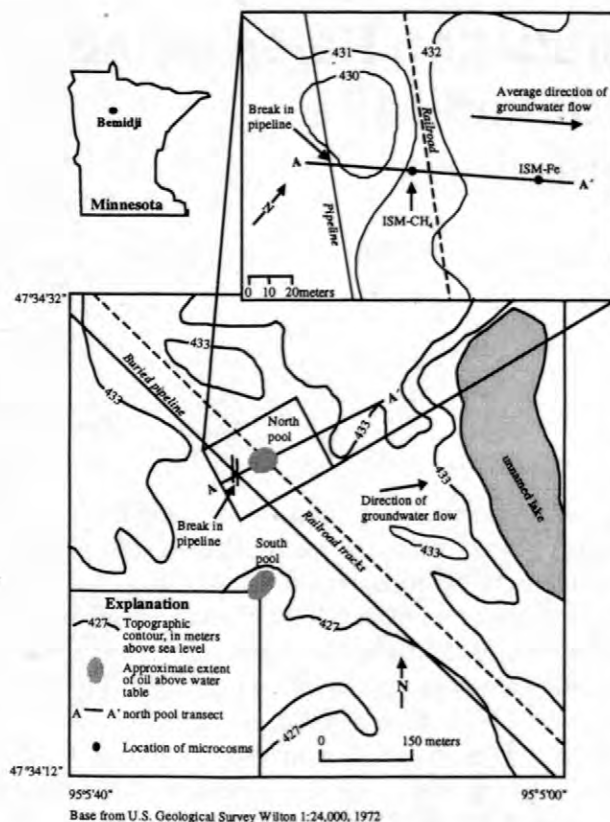 Bemidji
Minnesota
431
432
430
Railroad
Average direction of
groundwater flow
Break in
pipeline
A
ISM-Fe
A'
N
Pipeline
ISM-CH₄
0 10 20meters
47°34'32"
433
433
Buried pipeline
North
pool
A'
433
433
A
Break in
pipeline
Direction of
groundwater flow
unnamed lake
433
Railroad tracks
South
pool
427
N
427
0 150 meters
Explanation
427 Topographic
contour, in meters
above sea level
Approximate extent
of oil above water
table
A A' north pool transect
Location of microcosms
47°34'12"
95°5'40" 95°5'00"
Base from U.S. Geological Survey Wilton 1:24,000, 1972